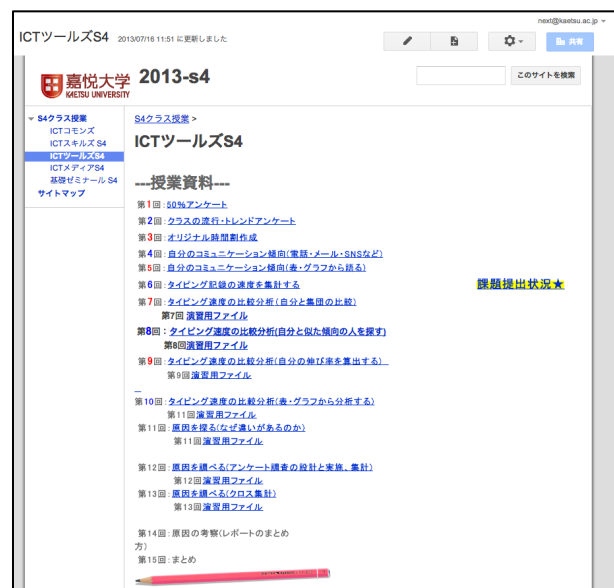 next@kaetsu.ac.jp
ICTツールズS4 2013/07/16 11:51 に更新しました
共有
嘉悦大学
KAETSU UNIVERSITY
2013-s4
このサイトを検索
S4クラス授業
ICTコモンズ
ICTスキルズ S4
ICTツールズS4
ICTメディアS4
基礎ゼミナール S4
サイトマップ
S4クラス授業 >
ICTツールズS4
---授業資料---
第1回:50%アンケート
第2回:クラスの流行・トレンドアンケート
第3回:オリジナル時間割作成
第4回:自分のコミュニケーション傾向(電話・メール・SNSなど)
第5回:自分のコミュニケーション傾向(表・グラフから語る)
第6回:タイピング記録の速度を集計する
課題提出状況★
第7回:タイピング速度の比較分析(自分と集団の比較)
第7回 演習用ファイル
第8回:タイピング速度の比較分析(自分と似た傾向の人を探す)
第8回演習用ファイル
第9回:タイピング速度の比較分析(自分の伸び率を算出する)
第9回演習用ファイル
第10回:タイピング速度の比較分析(表・グラフから分析する)
第11回演習用ファイル
第11回:原因を探る(なぜ違いがあるのか)
第11回演習用ファイル
第12回:原因を調べる(アンケート調査の設計と実施、集計)
第12回演習用ファイル
第13回:原因を調べる(クロス集計)
第13回演習用ファイル
第14回:原因の考察(レポートのまとめ
方)
第15回:まとめ